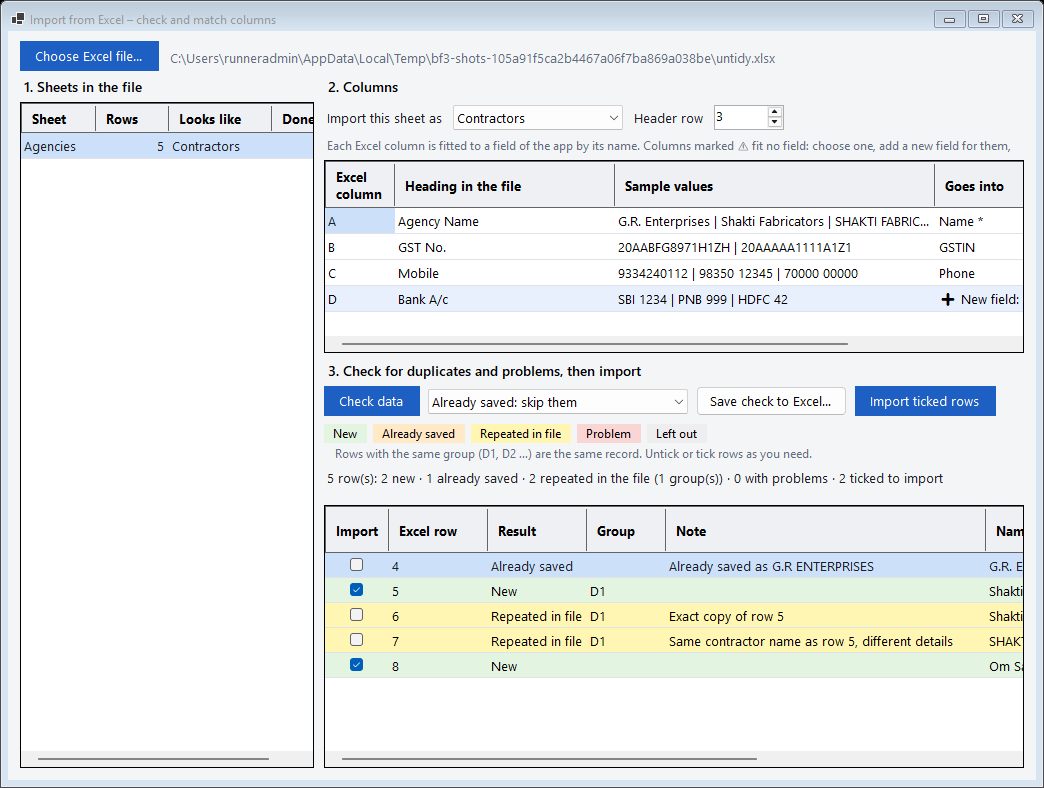 Import from Excel – check and match columns
Choose Excel file... C:\Users\runneradmin\AppData\Local\Temp\bf3-shots-105a91f5ca2b4467a06f7ba869a038be\untidy.xlsx
1. Sheets in the file
Sheet Rows Looks like Done
Agencies 5 Contractors
2. Columns
Import this sheet as Contractors Header row 3
Each Excel column is fitted to a field of the app by its name. Columns marked ⚠ fit no field: choose one, add a new field for them,
Excel column Heading in the file Sample values Goes into
A Agency Name G.R. Enterprises | Shakti Fabricators | SHAKTI FABRIC... Name *
B GST No. 20AABFG8971H1ZH | 20AAAAA1111A1Z1 GSTIN
C Mobile 9334240112 | 98350 12345 | 70000 00000 Phone
D Bank A/c SBI 1234 | PNB 999 | HDFC 42 ➕ New field:
3. Check for duplicates and problems, then import
Check data Already saved: skip them Save check to Excel... Import ticked rows
New Already saved Repeated in file Problem Left out
Rows with the same group (D1, D2 ...) are the same record. Untick or tick rows as you need.
5 row(s): 2 new · 1 already saved · 2 repeated in the file (1 group(s)) · 0 with problems · 2 ticked to import
Import Excel row Result Group Note Nam
4 Already saved Already saved as G.R ENTERPRISES G.R. E
5 New D1 Shakti
6 Repeated in file D1 Exact copy of row 5 Shakti
7 Repeated in file D1 Same contractor name as row 5, different details SHAKT
8 New Om Sa